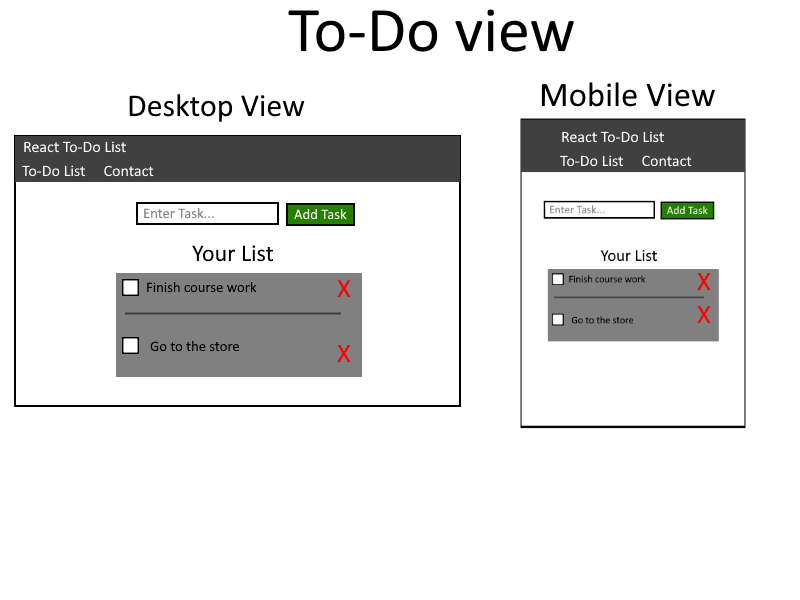 To-Do view
Desktop View
React To-Do List
To-Do List Contact
Enter Task...
Add Task
Your List
Finish course work
X
Go to the store
X
Mobile View
React To-Do List
To-Do List Contact
Enter Task...
Add Task
Your List
Finish course work
X
Go to the store
X